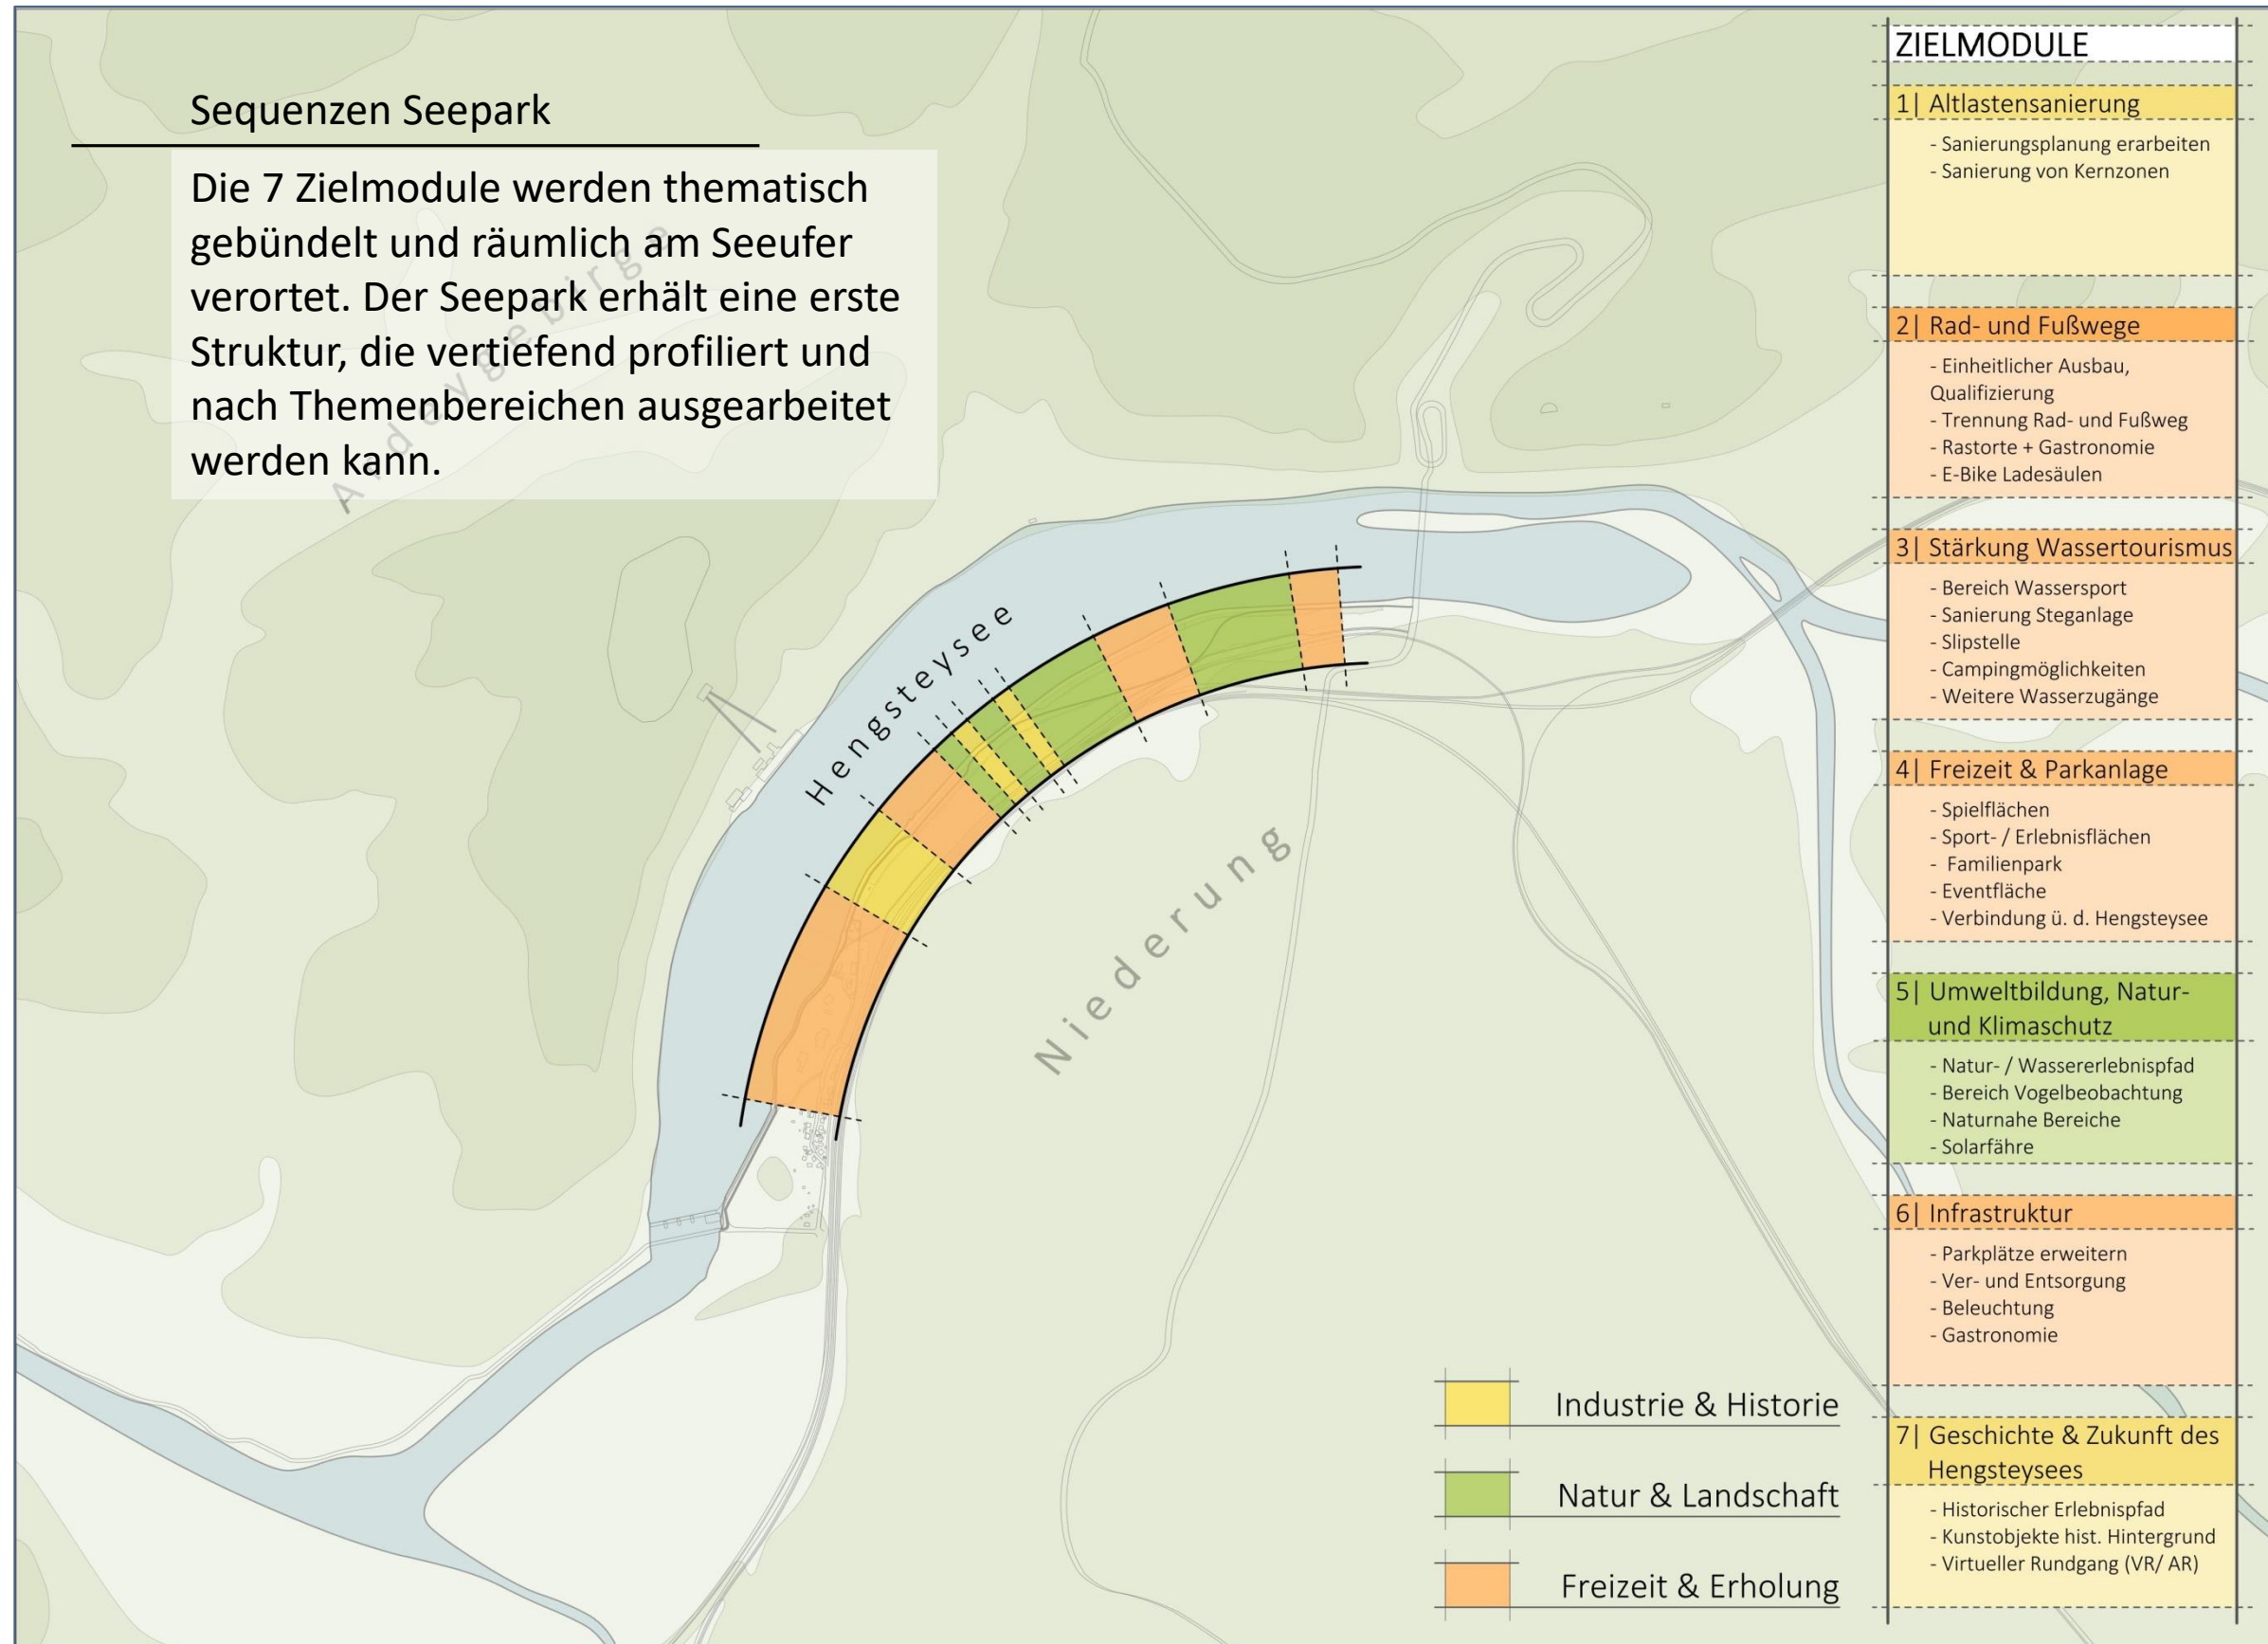 Sequenzen Seepark
Die 7 Zielmodule werden thematisch
gebündelt und räumlich am Seeufer
verortet. Der Seepark erhält eine erste
Struktur, die vertiefend profiliert und
nach Themenbereichen ausgearbeitet
werden kann.
Ardeygebirge
Hengsteysee
Niederung
Industrie & Historie
Natur & Landschaft
Freizeit & Erholung
ZIELMODULE
1| Altlastensanierung
- Sanierungsplanung erarbeiten
- Sanierung von Kernzonen
2| Rad- und Fußwege
- Einheitlicher Ausbau,
Qualifizierung
- Trennung Rad- und Fußweg
- Rastorte + Gastronomie
- E-Bike Ladesäulen
3| Stärkung Wassertourismus
- Bereich Wassersport
- Sanierung Steganlage
- Slipstelle
- Campingmöglichkeiten
- Weitere Wasserzugänge
4| Freizeit & Parkanlage
- Spielflächen
- Sport- / Erlebnisflächen
- Familienpark
- Eventfläche
- Verbindung ü. d. Hengsteysee
5| Umweltbildung, Natur-
und Klimaschutz
- Natur- / Wassererlebnispfad
- Bereich Vogelbeobachtung
- Naturnahe Bereiche
- Solarfähre
6| Infrastruktur
- Parkplätze erweitern
- Ver- und Entsorgung
- Beleuchtung
- Gastronomie
7| Geschichte & Zukunft des
Hengsteysees
- Historischer Erlebnispfad
- Kunstobjekte hist. Hintergrund
- Virtueller Rundgang (VR/ AR)